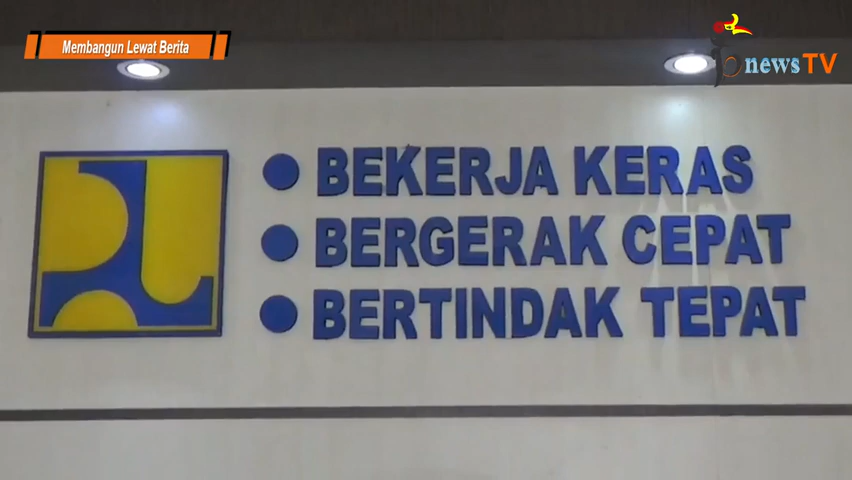 Membangun Lewat Berita
newsTV
BEKERJA KERAS
BERGERAK CEPAT
BERTINDAK TEPAT